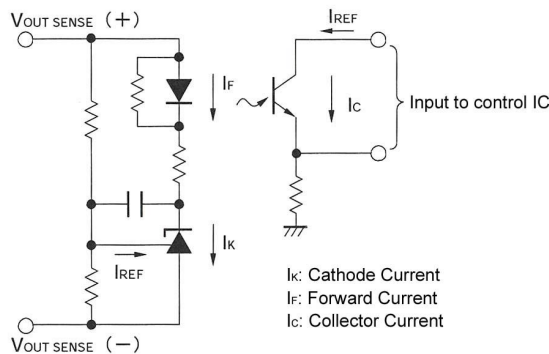 VOUT SENSE (+)
IREF
IF
IC
Input to control IC
IREF
IK
IK: Cathode Current
IF: Forward Current
IC: Collector Current
VOUT SENSE (−)